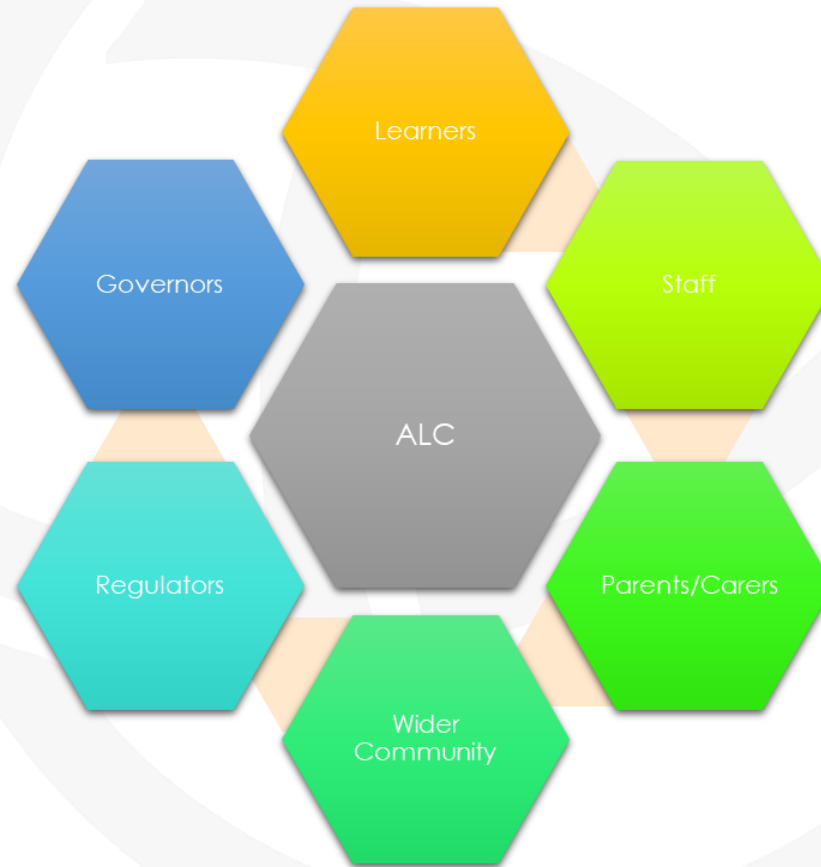 Learners
Governors
Staff
ALC
Regulators
Parents/Carers
Wider
Community